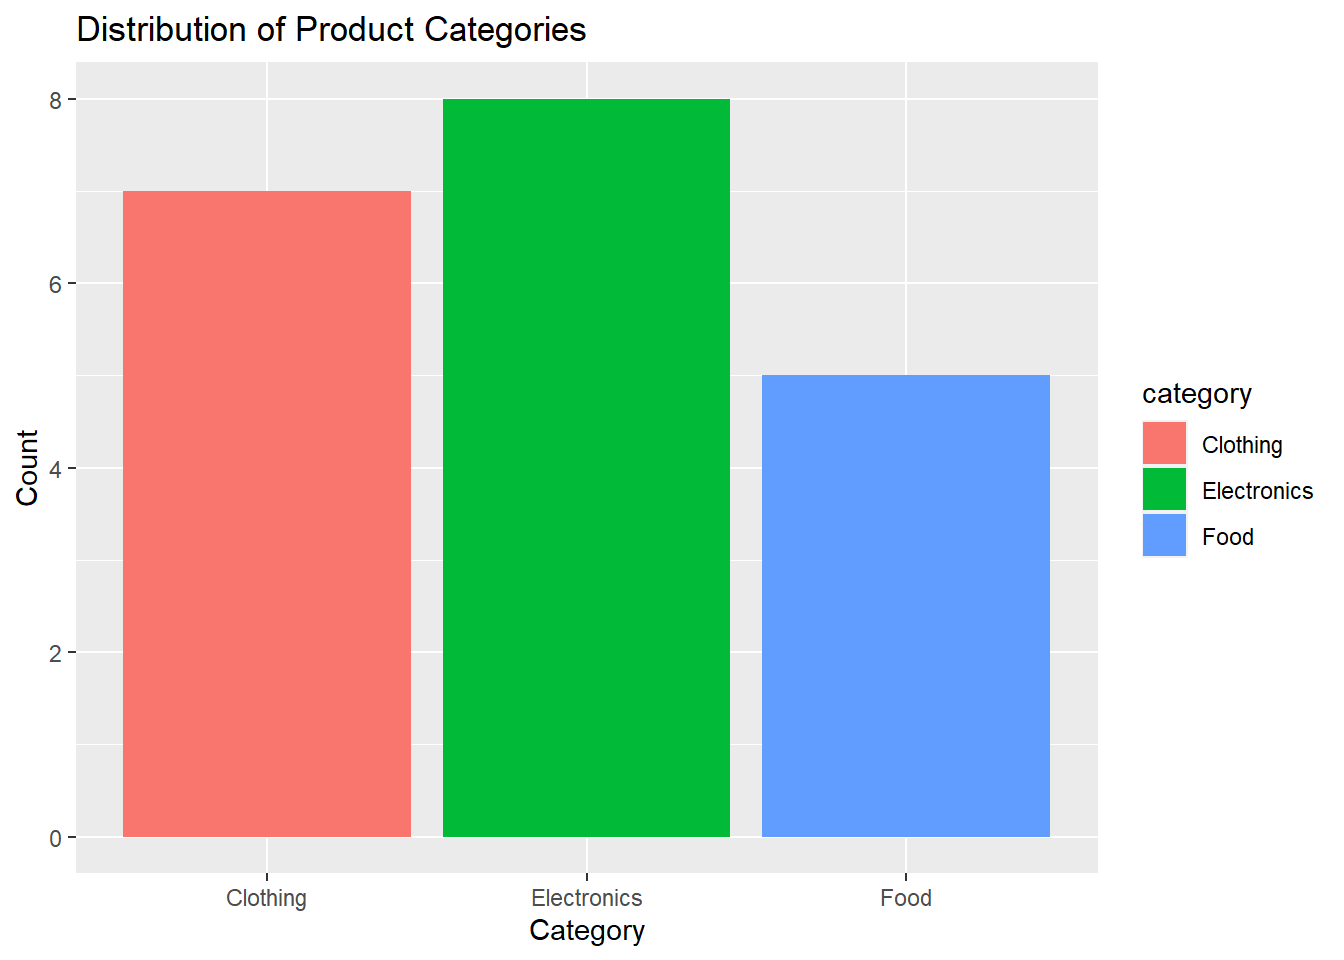 Distribution of Product Categories
8
6
4
2
0
Count
Clothing
Electronics
Food
Category
category
Clothing
Electronics
Food